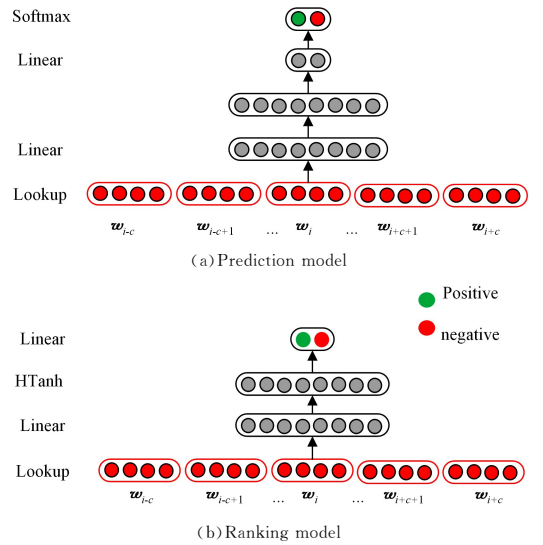 Softmax
Linear
Linear
Lookup
w_{i-c} w_{i-c+1} ... w_i ... w_{i+c+1} w_{i+c}
(a)Prediction model
Positive
negative
Linear
HTanh
Linear
Lookup
w_{i-c} w_{i-c+1} ... w_i ... w_{i+c+1} w_{i+c}
(b)Ranking model